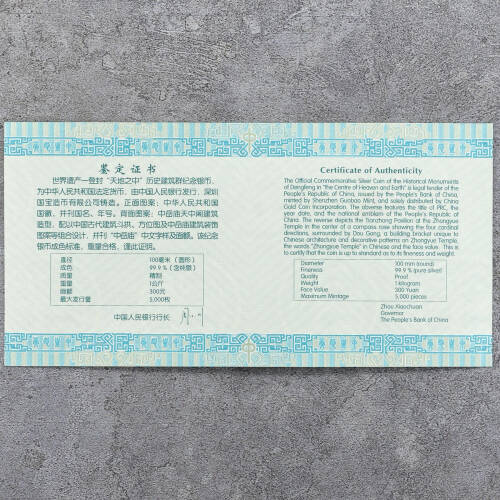 鉴定证书
世界遗产—登封“天地之中”历史建筑群纪念银币，
为中华人民共和国法定货币，由中国人民银行发行，深圳
国宝造币有限公司铸造。正面图案：中华人民共和国
国徽，并刊国名、年号。背面图案：中岳庙天中阁建筑
造型，配以中国古代建筑斗拱、方位图及中岳庙建筑装饰
图案等组合设计，并刊“中岳庙”中文字样及面额。该纪念
银币成色标准，重量合格，谨此证明。
直径 100毫米（圆形）
成色 99.9%（含纯银）
质量 精制
重量 1公斤
面额 300元
最大发行量 5,000枚
中国人民银行行长
Certificate of Authenticity
The Official Commemorative Silver Coin of the Historical Monuments
of Dengfeng in "the Centre of Heaven and Earth" is legal tender of the
People's Republic of China, issued by the People's Bank of China,
minted by Shenzhen Guobao Mint, and solely distributed by China
Gold Coin Incorporation. The obverse features the title of PRC, the
year date, and the national emblem of the People's Republic of
China. The reverse depicts the Tianzhong Position at the Zhongyue
Temple in the center of a compass rose showing the four cardinal
directions, surrounded by Dou Gong, a building bracket unique to
Chinese architecture and decorative patterns on Zhongyue Temple,
the words "Zhongyue Temple" in Chinese and the face value. This is
to certify that the coin is up to standard as to its fineness and weight.
Diameter 100 mm (round)
Fineness 99.9 % (pure silver)
Quality Proof
Weight 1 kilogram
Face Value 300 Yuan
Maximum Mintage 5,000 pieces
Zhou Xiaochuan
Governor
The People's Bank of China